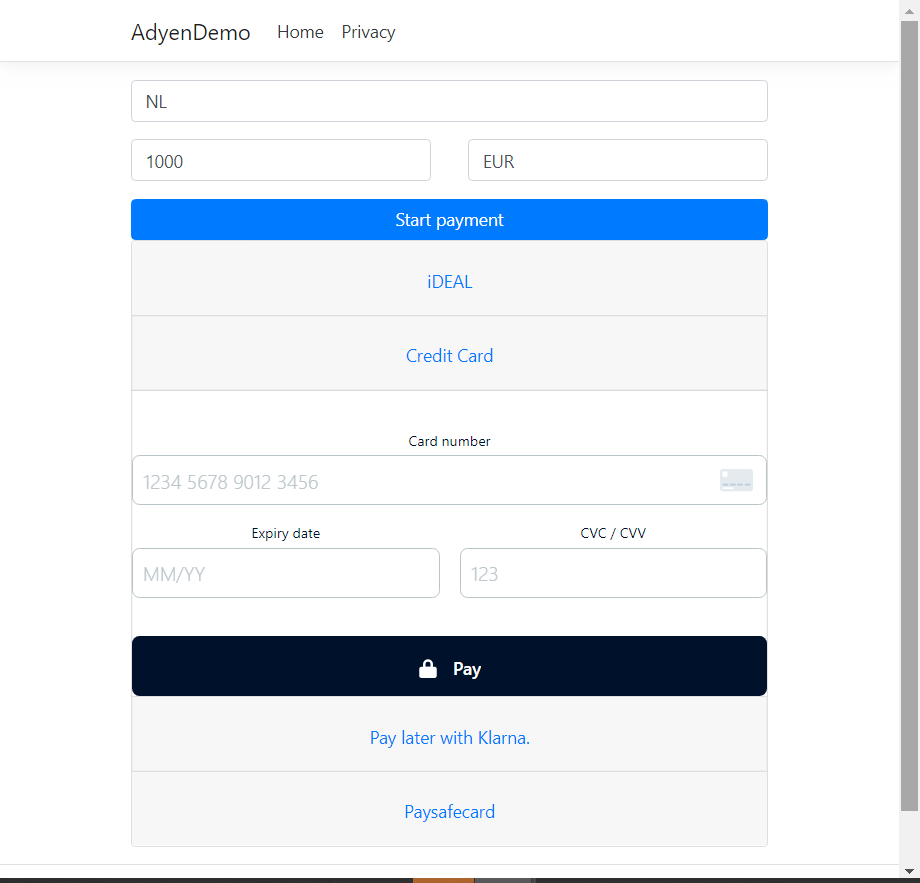 AdyenDemo Home Privacy
NL
1000 EUR
Start payment
iDEAL
Credit Card
Card number
1234 5678 9012 3456
Expiry date CVC / CVV
MM/YY 123
Pay
Pay later with Klarna.
Paysafecard